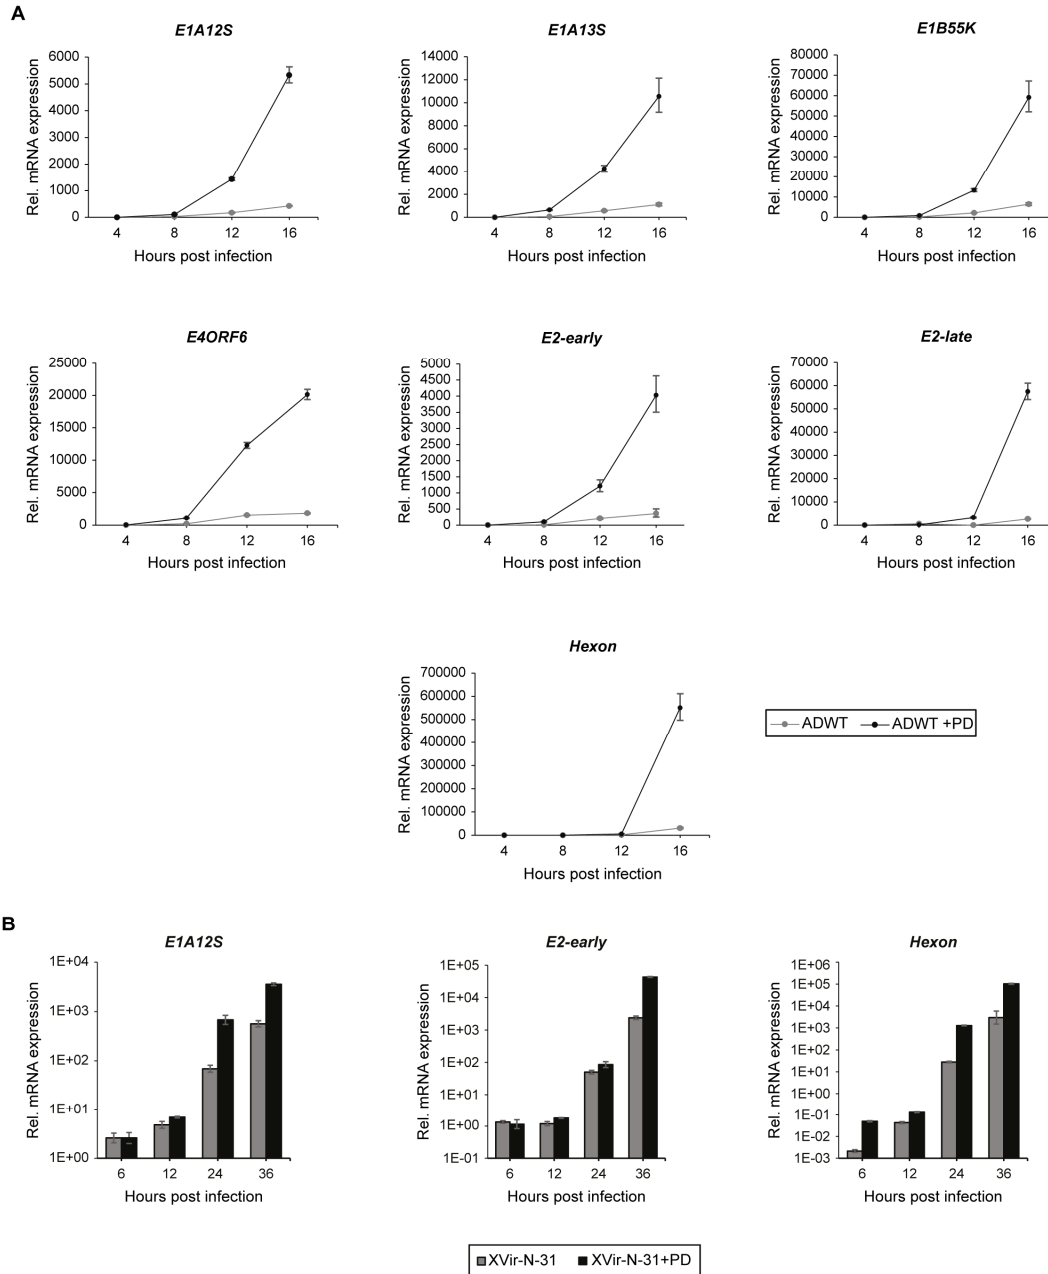 A
E1A12S
Rel. mRNA expression
6000
5000
4000
3000
2000
1000
0
4 8 12 16
Hours post infection
E1A13S
Rel. mRNA expression
14000
12000
10000
8000
6000
4000
2000
0
4 8 12 16
Hours post infection
E1B55K
Rel. mRNA expression
80000
70000
60000
50000
40000
30000
20000
10000
0
4 8 12 16
Hours post infection
E4ORF6
Rel. mRNA expression
25000
20000
15000
10000
5000
0
4 8 12 16
Hours post infection
E2-early
Rel. mRNA expression
5000
4500
4000
3500
3000
2500
2000
1500
1000
500
0
4 8 12 16
Hours post infection
E2-late
Rel. mRNA expression
70000
60000
50000
40000
30000
20000
10000
0
4 8 12 16
Hours post infection
Hexon
Rel. mRNA expression
700000
600000
500000
400000
300000
200000
100000
0
4 8 12 16
Hours post infection
ADWT ADWT +PD
B
E1A12S
Rel. mRNA expression
1E+04
1E+03
1E+02
1E+01
1E+00
6 12 24 36
Hours post infection
E2-early
Rel. mRNA expression
1E+05
1E+04
1E+03
1E+02
1E+01
1E+00
1E-01
6 12 24 36
Hours post infection
Hexon
Rel. mRNA expression
1E+06
1E+05
1E+04
1E+03
1E+02
1E+01
1E+00
1E-01
1E-02
1E-03
6 12 24 36
Hours post infection
XVir-N-31 XVir-N-31+PD